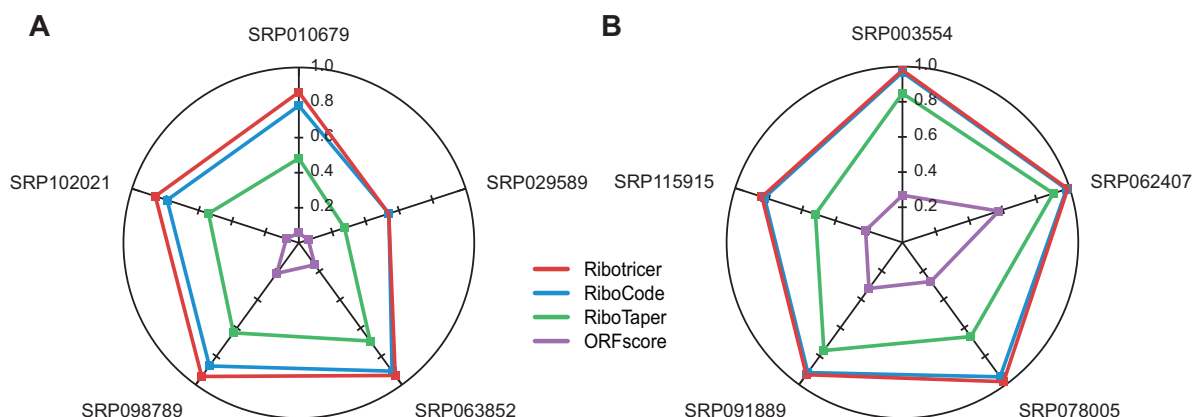 A
SRP010679
1.0
0.8
0.6
0.4
0.2
SRP029589
SRP063852
SRP098789
SRP102021
Ribotricer
RiboCode
RiboTaper
ORFscore
B
SRP003554
1.0
0.8
0.6
0.4
0.2
SRP062407
SRP078005
SRP091889
SRP115915